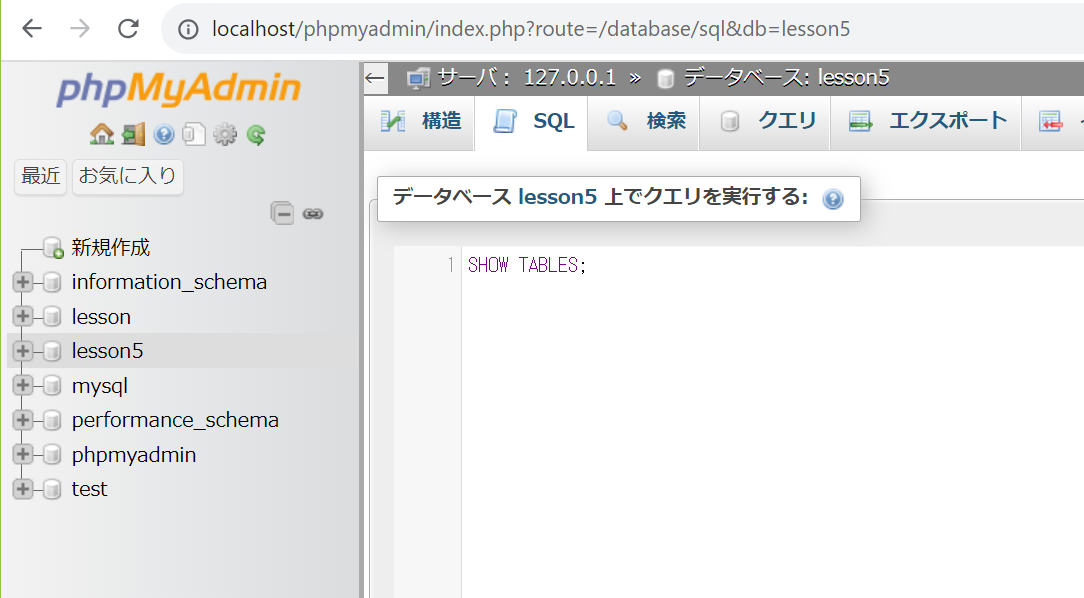 localhost/phpmyadmin/index.php?route=/database/sql&db=lesson5
phpMyAdmin
最近 お気に入り
新規作成
information_schema
lesson
lesson5
mysql
performance_schema
phpmyadmin
test
サーバ: 127.0.0.1 » データベース: lesson5
構造 SQL 検索 クエリ エクスポート
データベース lesson5 上でクエリを実行する:
1 SHOW TABLES;